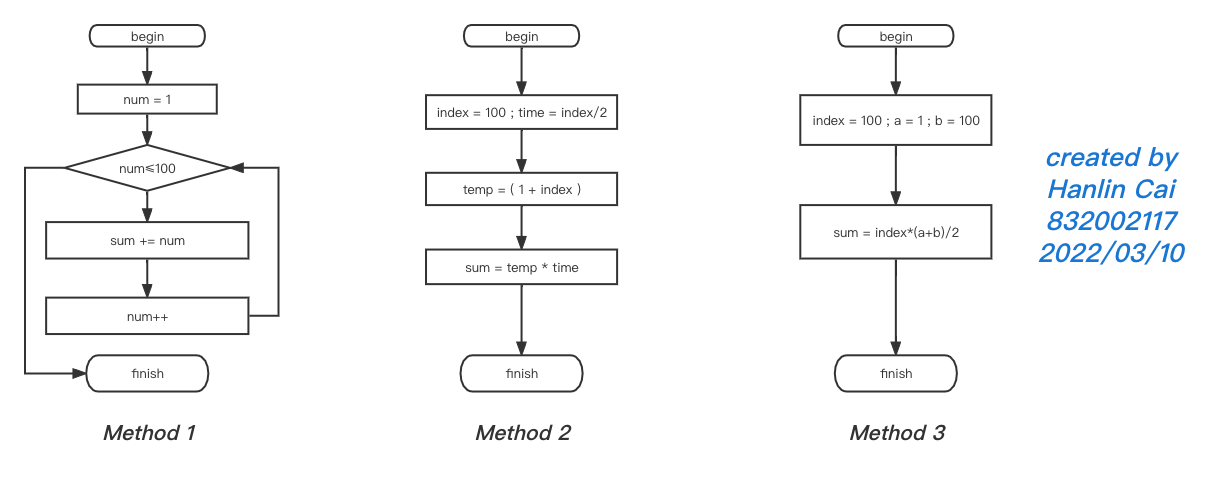 begin
num = 1
num≤100
sum += num
num++
finish
Method 1
begin
index = 100 ; time = index/2
temp = ( 1 + index )
sum = temp * time
finish
Method 2
begin
index = 100 ; a = 1 ; b = 100
sum = index*(a+b)/2
finish
Method 3
created by
Hanlin Cai
832002117
2022/03/10